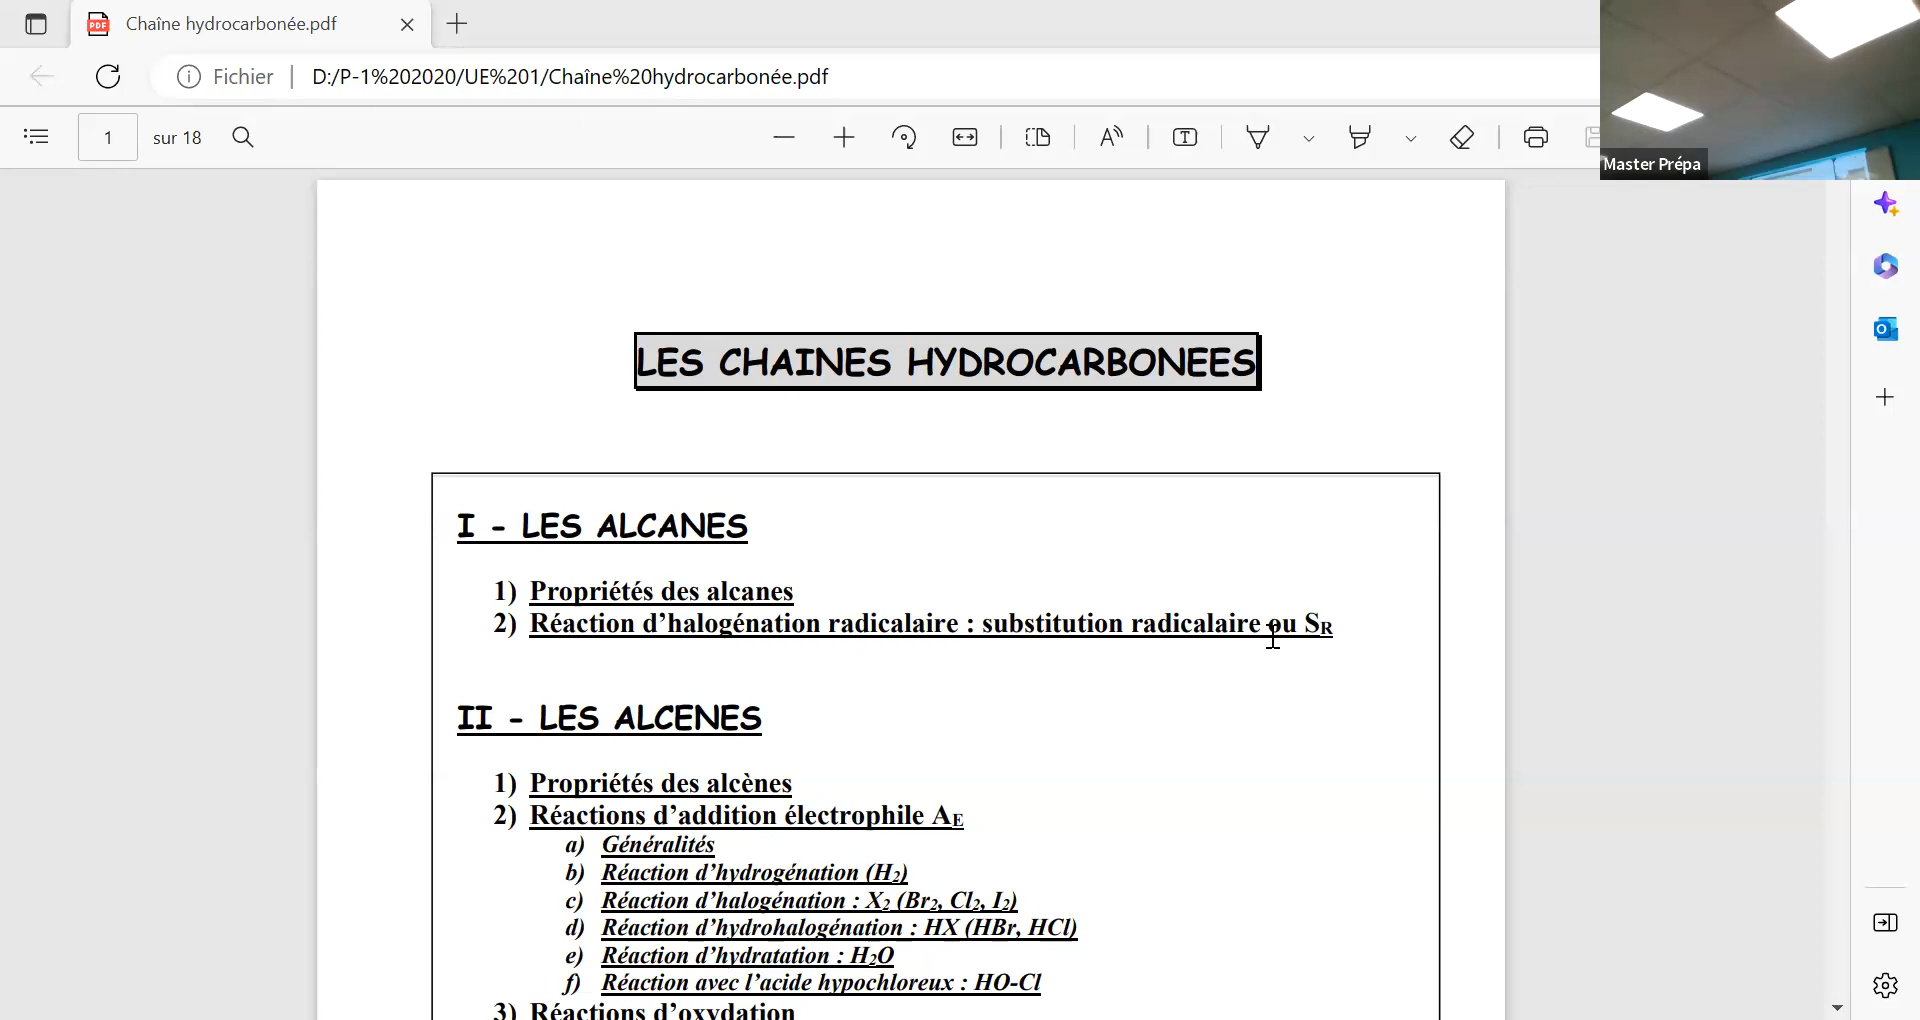 Chaîne hydrocarbonée.pdf
Fichier
D:/P-1%202020/UE%201/Chaîne%20hydrocarbonée.pdf
1 sur 18
Master Prépa
LES CHAINES HYDROCARBONEES
I - LES ALCANES
1) Propriétés des alcanes
2) Réaction d’halogénation radicalaire : substitution radicalaire ou SR
II - LES ALCENES
1) Propriétés des alcènes
2) Réactions d’addition électrophile AE
a) Généralités
b) Réaction d’hydrogénation (H2)
c) Réaction d’halogénation : X2 (Br2, Cl2, I2)
d) Réaction d’hydrohalogénation : HX (HBr, HCl)
e) Réaction d’hydratation : H2O
f) Réaction avec l’acide hypochloreux : HO-Cl
3) Réactions d’oxydation